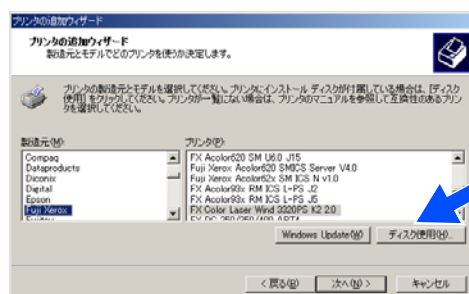 プリンタの追加ウィザード
プリンタの追加ウィザード
製造元とモデルでどのプリンタを使うか決定します。
プリンタの製造元とモデルを選択してください。プリンタにインストール ディスクが付属している場合は、[ディスク
使用] をクリックしてください。プリンタが一覧にない場合は、プリンタのマニュアルを参照して互換性のあるプリン
タを選択してください。
製造元(M):
Compaq
Dataproducts
Diconix
Digital
Epson
Fuji Xerox
Fujitsu
プリンタ(P):
FX Acolor620 SM U6.0 J15
Fuji Xerox Acolor620 SMICS Server V4.0
Fuji Xerox Acolor62x SM ICS N v1.0
FX Acolor93x RM ICS L-PS J2
FX Acolor93x RM ICS L-PS J5
FX Color Laser Wind 3320PS K2 2.0
FX DC 250/350/400 ART4
Windows Update(W)
ディスク使用(H)...
< 戻る(B)
次へ(N) >
キャンセル